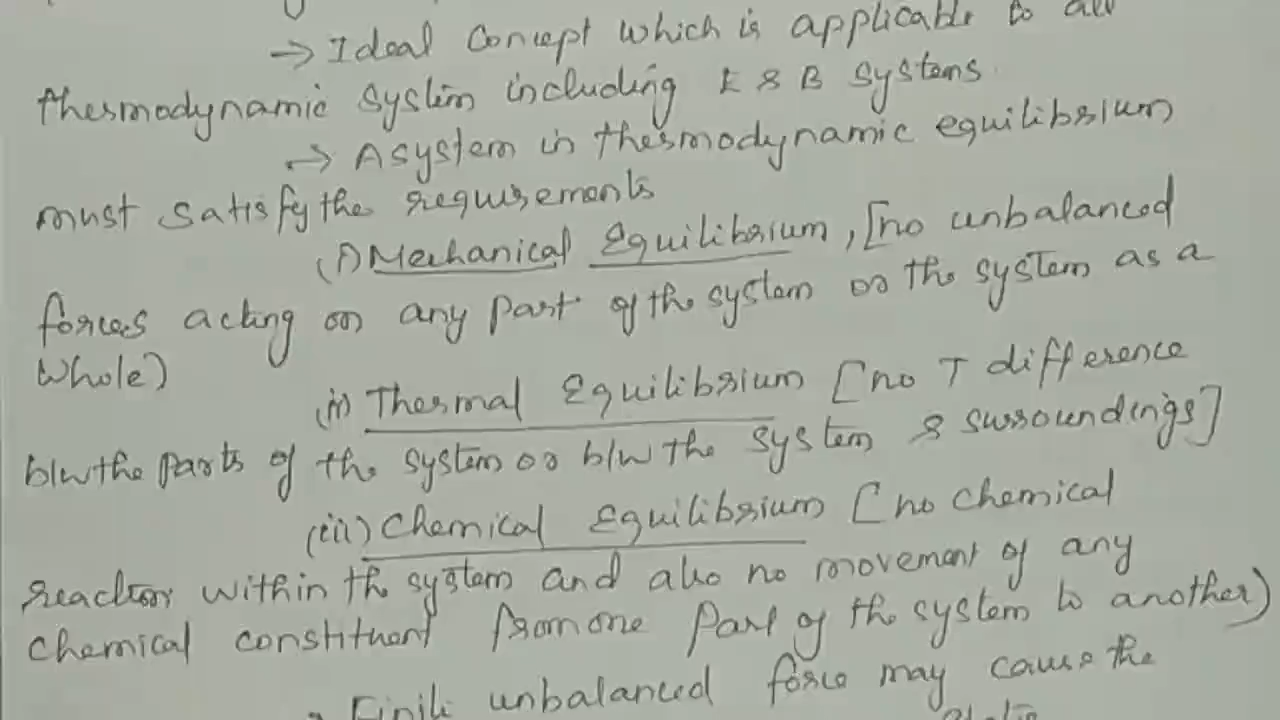 → Ideal Concept which is applicable to all
thermodynamic system including E & B systems.
→ A system in thermodynamic equilibrium
must satisfy the requirements
(i) Mechanical Equilibrium, [no unbalanced
forces acting on any part of the system or the system as a
whole)
(ii) Thermal Equilibrium [no T difference
b/w the parts of the system or b/w the system & surroundings]
(iii) Chemical Equilibrium [no chemical
reaction within the system and also no movement of any
chemical constituent from one part of the system to another)
Finite unbalanced force may cause the